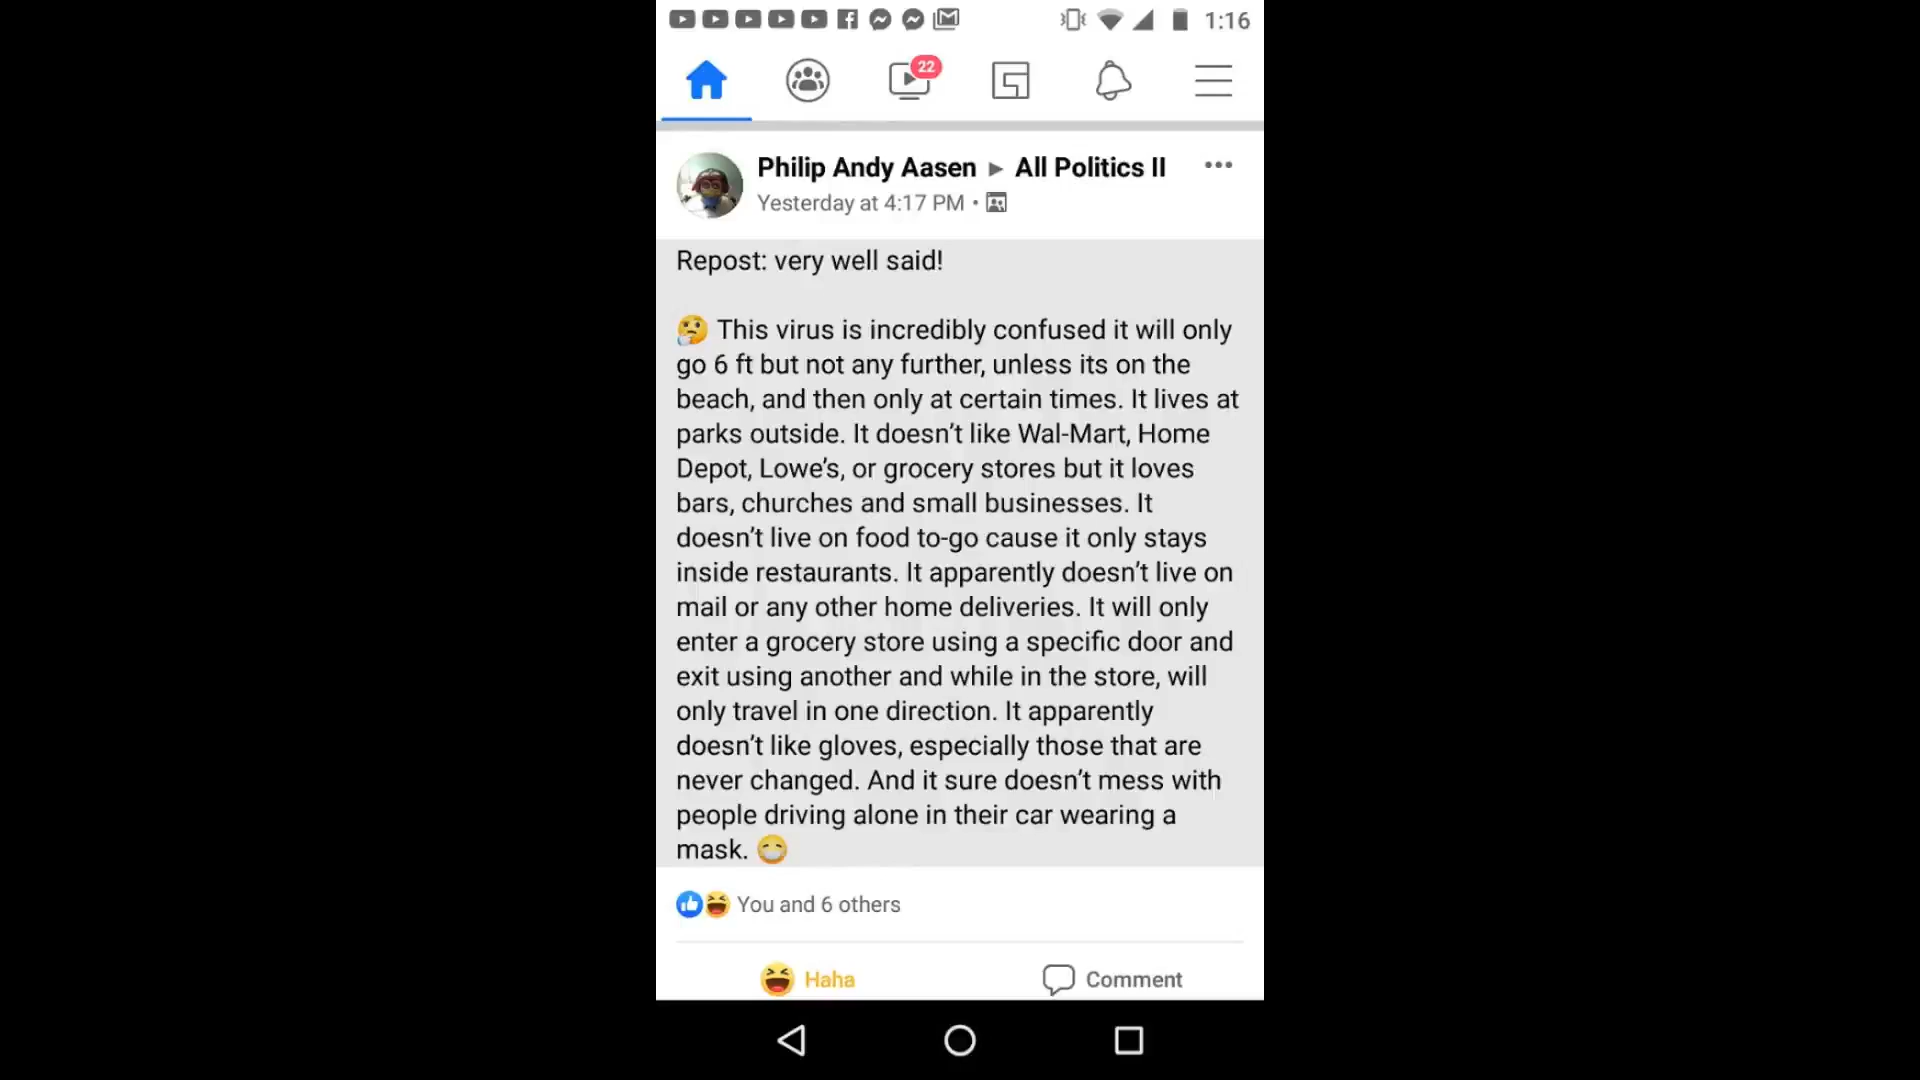 1:16
22
Philip Andy Aasen ▸ All Politics II
Yesterday at 4:17 PM •
Repost: very well said!
🤔 This virus is incredibly confused it will only
go 6 ft but not any further, unless its on the
beach, and then only at certain times. It lives at
parks outside. It doesn’t like Wal-Mart, Home
Depot, Lowe’s, or grocery stores but it loves
bars, churches and small businesses. It
doesn’t live on food to-go cause it only stays
inside restaurants. It apparently doesn’t live on
mail or any other home deliveries. It will only
enter a grocery store using a specific door and
exit using another and while in the store, will
only travel in one direction. It apparently
doesn’t like gloves, especially those that are
never changed. And it sure doesn’t mess with
people driving alone in their car wearing a
mask. 😷
You and 6 others
Haha
Comment